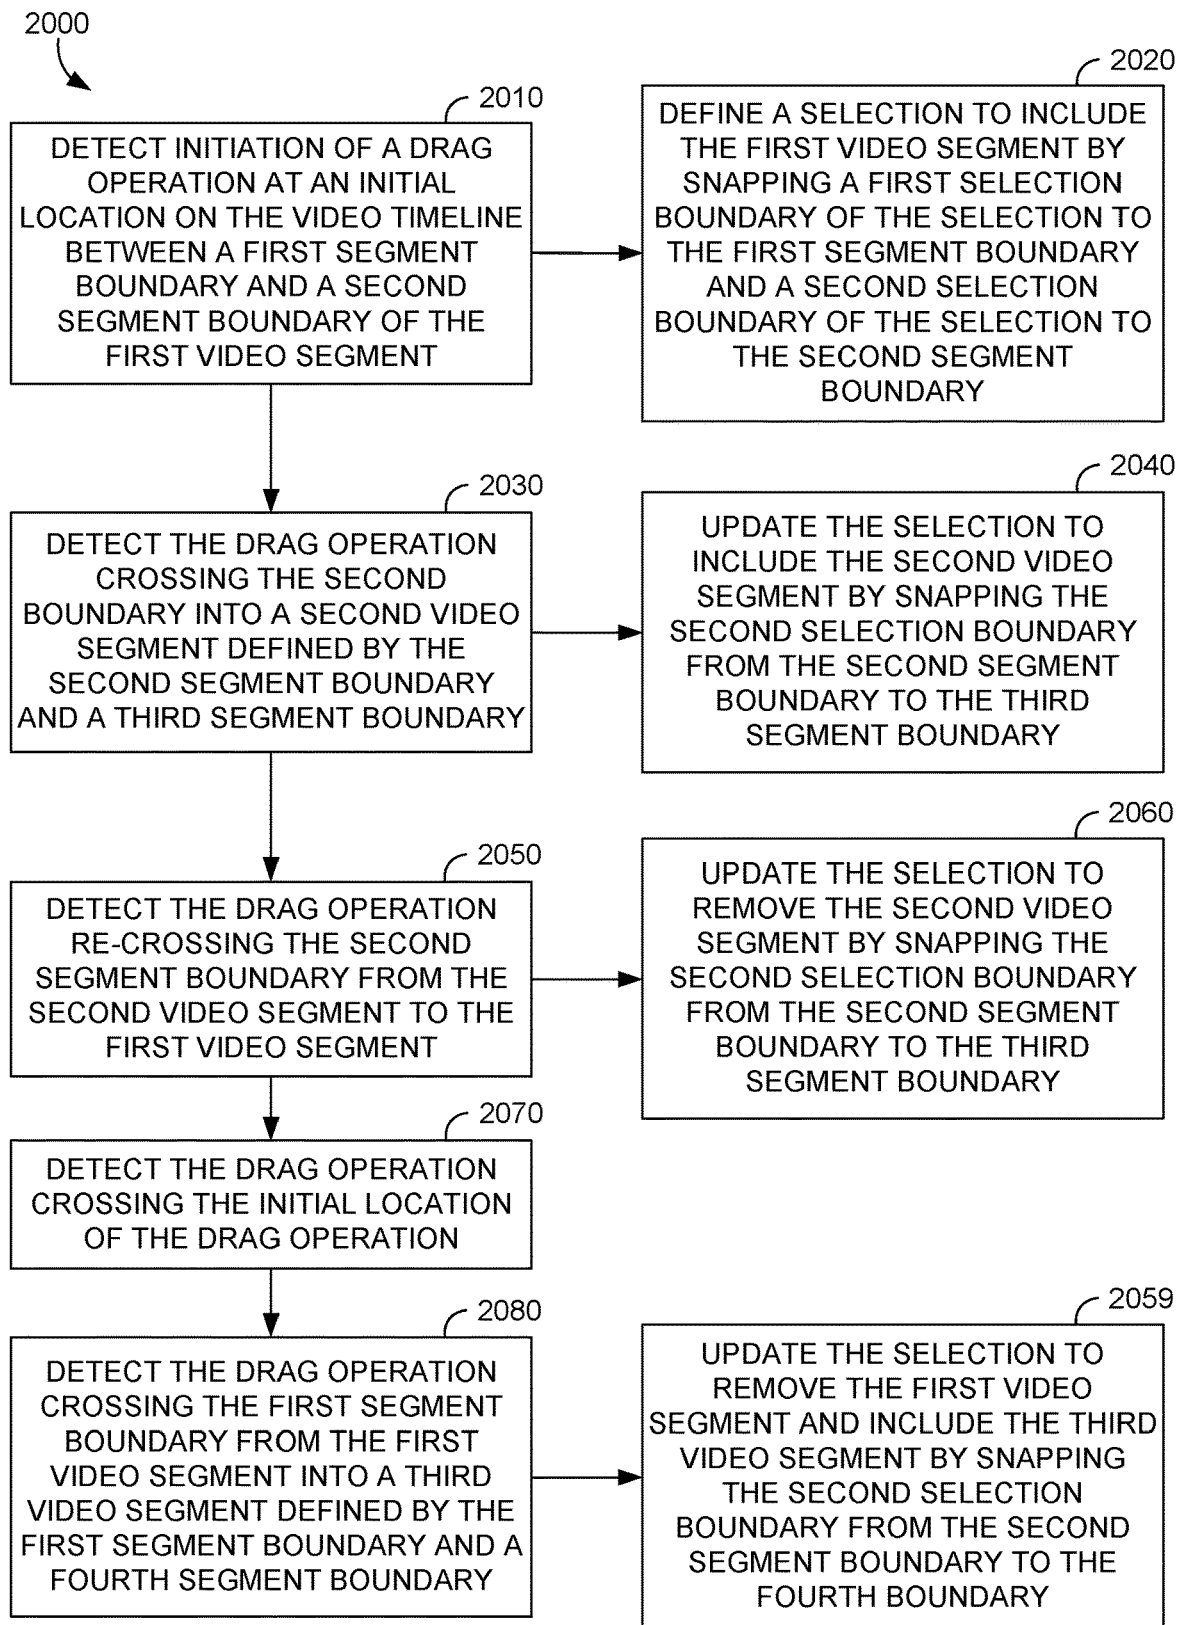 2000
2010
DETECT INITIATION OF A DRAG
OPERATION AT AN INITIAL
LOCATION ON THE VIDEO TIMELINE
BETWEEN A FIRST SEGMENT
BOUNDARY AND A SECOND
SEGMENT BOUNDARY OF THE
FIRST VIDEO SEGMENT
2020
DEFINE A SELECTION TO INCLUDE
THE FIRST VIDEO SEGMENT BY
SNAPPING A FIRST SELECTION
BOUNDARY OF THE SELECTION TO
THE FIRST SEGMENT BOUNDARY
AND A SECOND SELECTION
BOUNDARY OF THE SELECTION TO
THE SECOND SEGMENT
BOUNDARY
2030
DETECT THE DRAG OPERATION
CROSSING THE SECOND
BOUNDARY INTO A SECOND VIDEO
SEGMENT DEFINED BY THE
SECOND SEGMENT BOUNDARY
AND A THIRD SEGMENT BOUNDARY
2040
UPDATE THE SELECTION TO
INCLUDE THE SECOND VIDEO
SEGMENT BY SNAPPING THE
SECOND SELECTION BOUNDARY
FROM THE SECOND SEGMENT
BOUNDARY TO THE THIRD
SEGMENT BOUNDARY
2050
DETECT THE DRAG OPERATION
RE-CROSSING THE SECOND
SEGMENT BOUNDARY FROM THE
SECOND VIDEO SEGMENT TO THE
FIRST VIDEO SEGMENT
2060
UPDATE THE SELECTION TO
REMOVE THE SECOND VIDEO
SEGMENT BY SNAPPING THE
SECOND SELECTION BOUNDARY
FROM THE SECOND SEGMENT
BOUNDARY TO THE THIRD
SEGMENT BOUNDARY
2070
DETECT THE DRAG OPERATION
CROSSING THE INITIAL LOCATION
OF THE DRAG OPERATION
2080
DETECT THE DRAG OPERATION
CROSSING THE FIRST SEGMENT
BOUNDARY FROM THE FIRST
VIDEO SEGMENT INTO A THIRD
VIDEO SEGMENT DEFINED BY THE
FIRST SEGMENT BOUNDARY AND A
FOURTH SEGMENT BOUNDARY
2059
UPDATE THE SELECTION TO
REMOVE THE FIRST VIDEO
SEGMENT AND INCLUDE THE THIRD
VIDEO SEGMENT BY SNAPPING
THE SECOND SELECTION
BOUNDARY FROM THE SECOND
SEGMENT BOUNDARY TO THE
FOURTH BOUNDARY